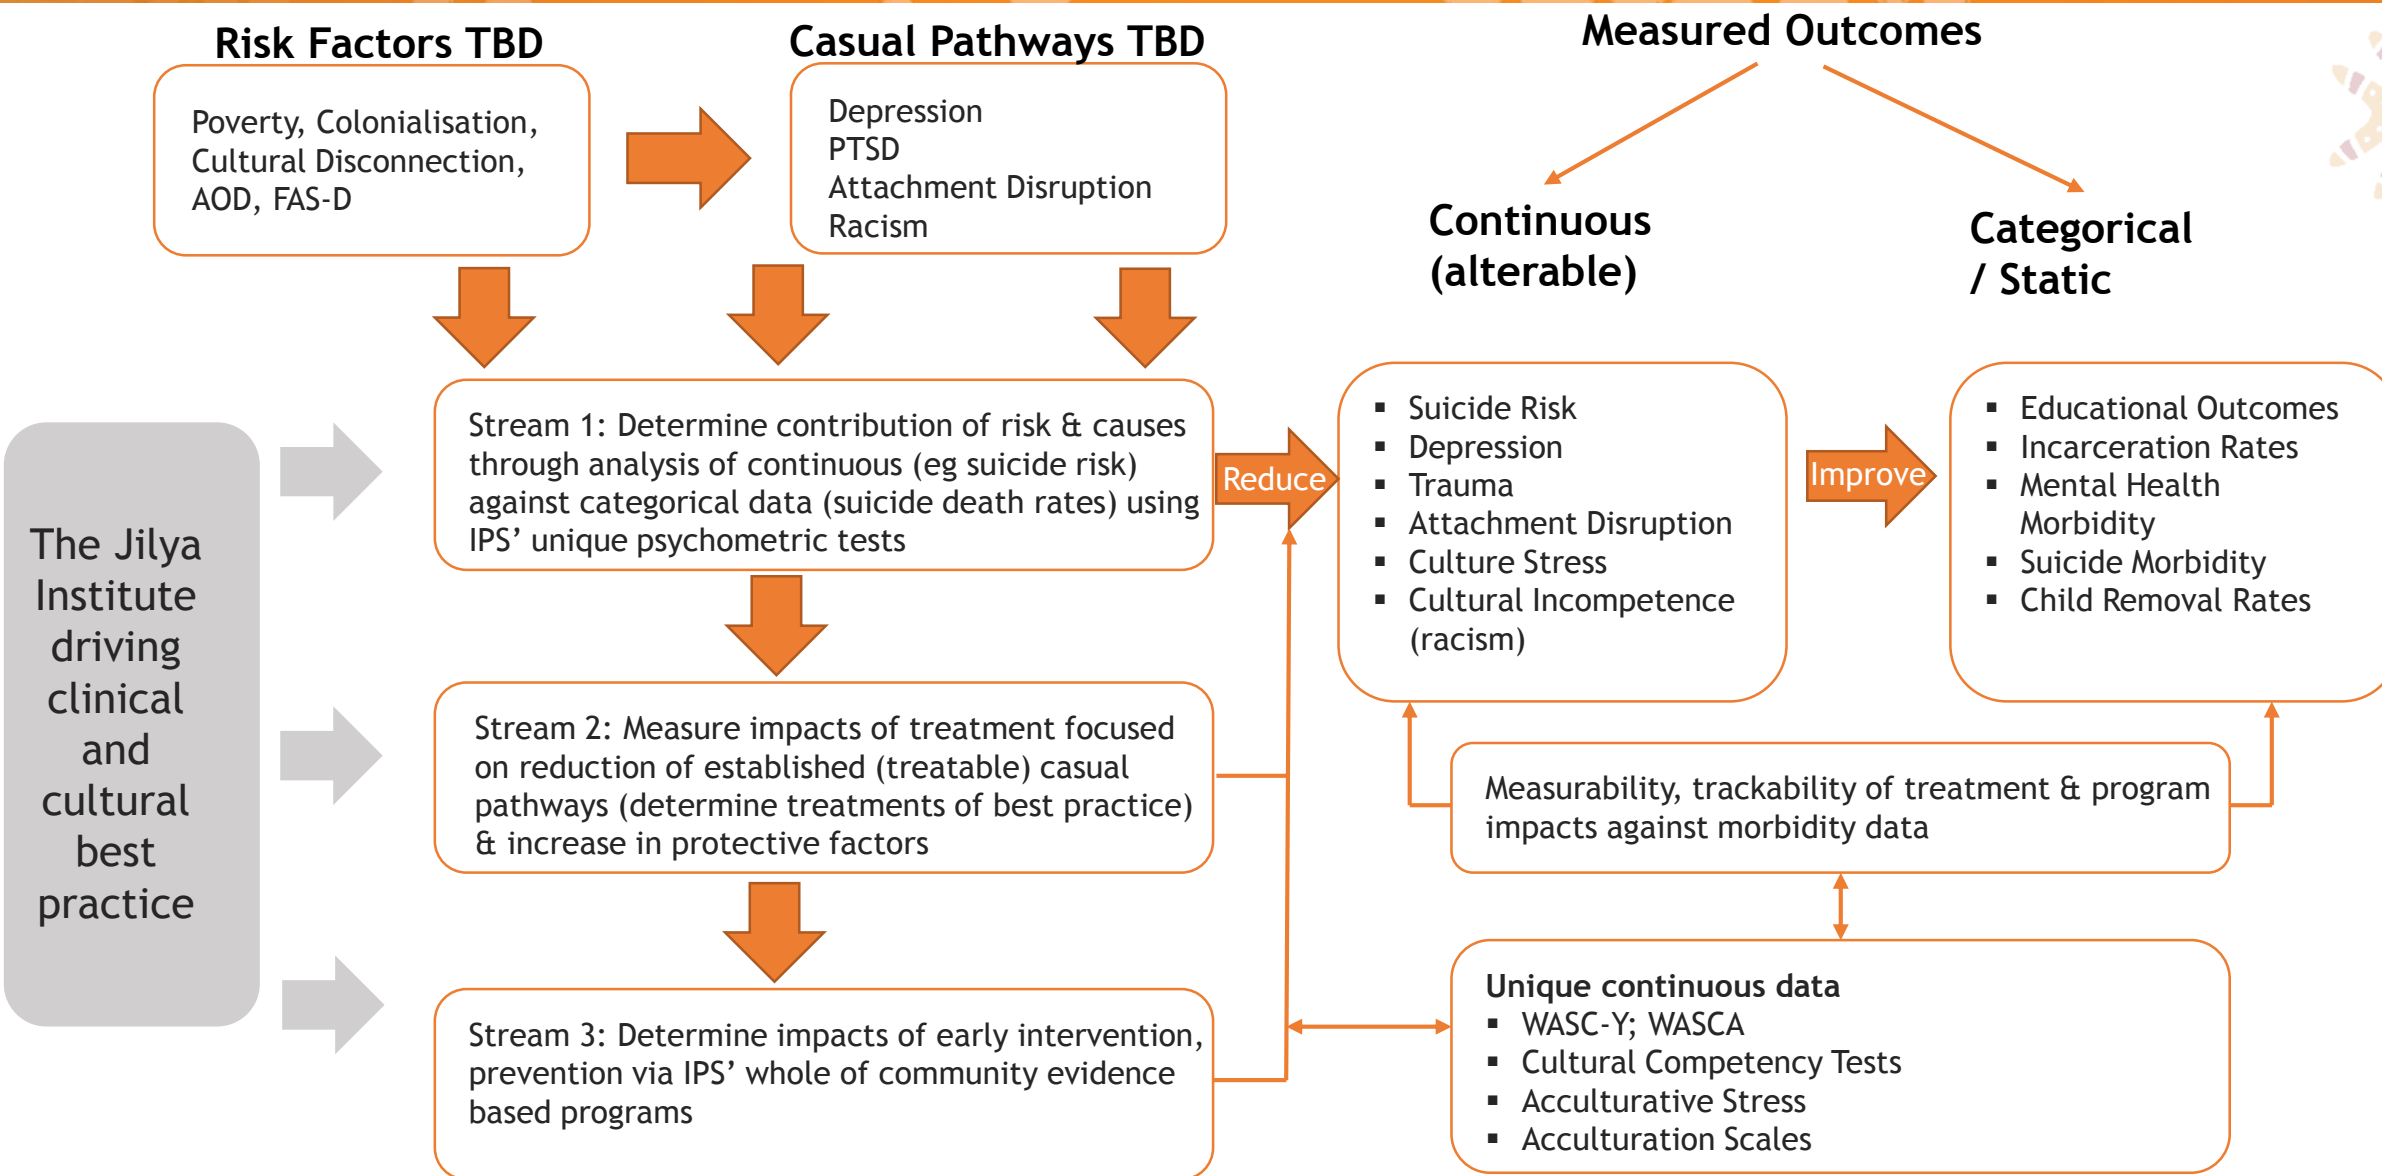 Risk Factors TBD
Poverty, Colonialisation,
Cultural Disconnection,
AOD, FAS-D
Casual Pathways TBD
Depression
PTSD
Attachment Disruption
Racism
Measured Outcomes
Continuous
(alterable)
Categorical
/ Static
The Jilya
Institute
driving
clinical
and
cultural
best
practice
Stream 1: Determine contribution of risk & causes
through analysis of continuous (eg suicide risk)
against categorical data (suicide death rates) using
IPS’ unique psychometric tests
Reduce
▪ Suicide Risk
▪ Depression
▪ Trauma
▪ Attachment Disruption
▪ Culture Stress
▪ Cultural Incompetence
(racism)
Improve
▪ Educational Outcomes
▪ Incarceration Rates
▪ Mental Health
Morbidity
▪ Suicide Morbidity
▪ Child Removal Rates
Stream 2: Measure impacts of treatment focused
on reduction of established (treatable) casual
pathways (determine treatments of best practice)
& increase in protective factors
Measurability, trackability of treatment & program
impacts against morbidity data
Stream 3: Determine impacts of early intervention,
prevention via IPS’ whole of community evidence
based programs
Unique continuous data
▪ WASC-Y; WASCA
▪ Cultural Competency Tests
▪ Acculturative Stress
▪ Acculturation Scales